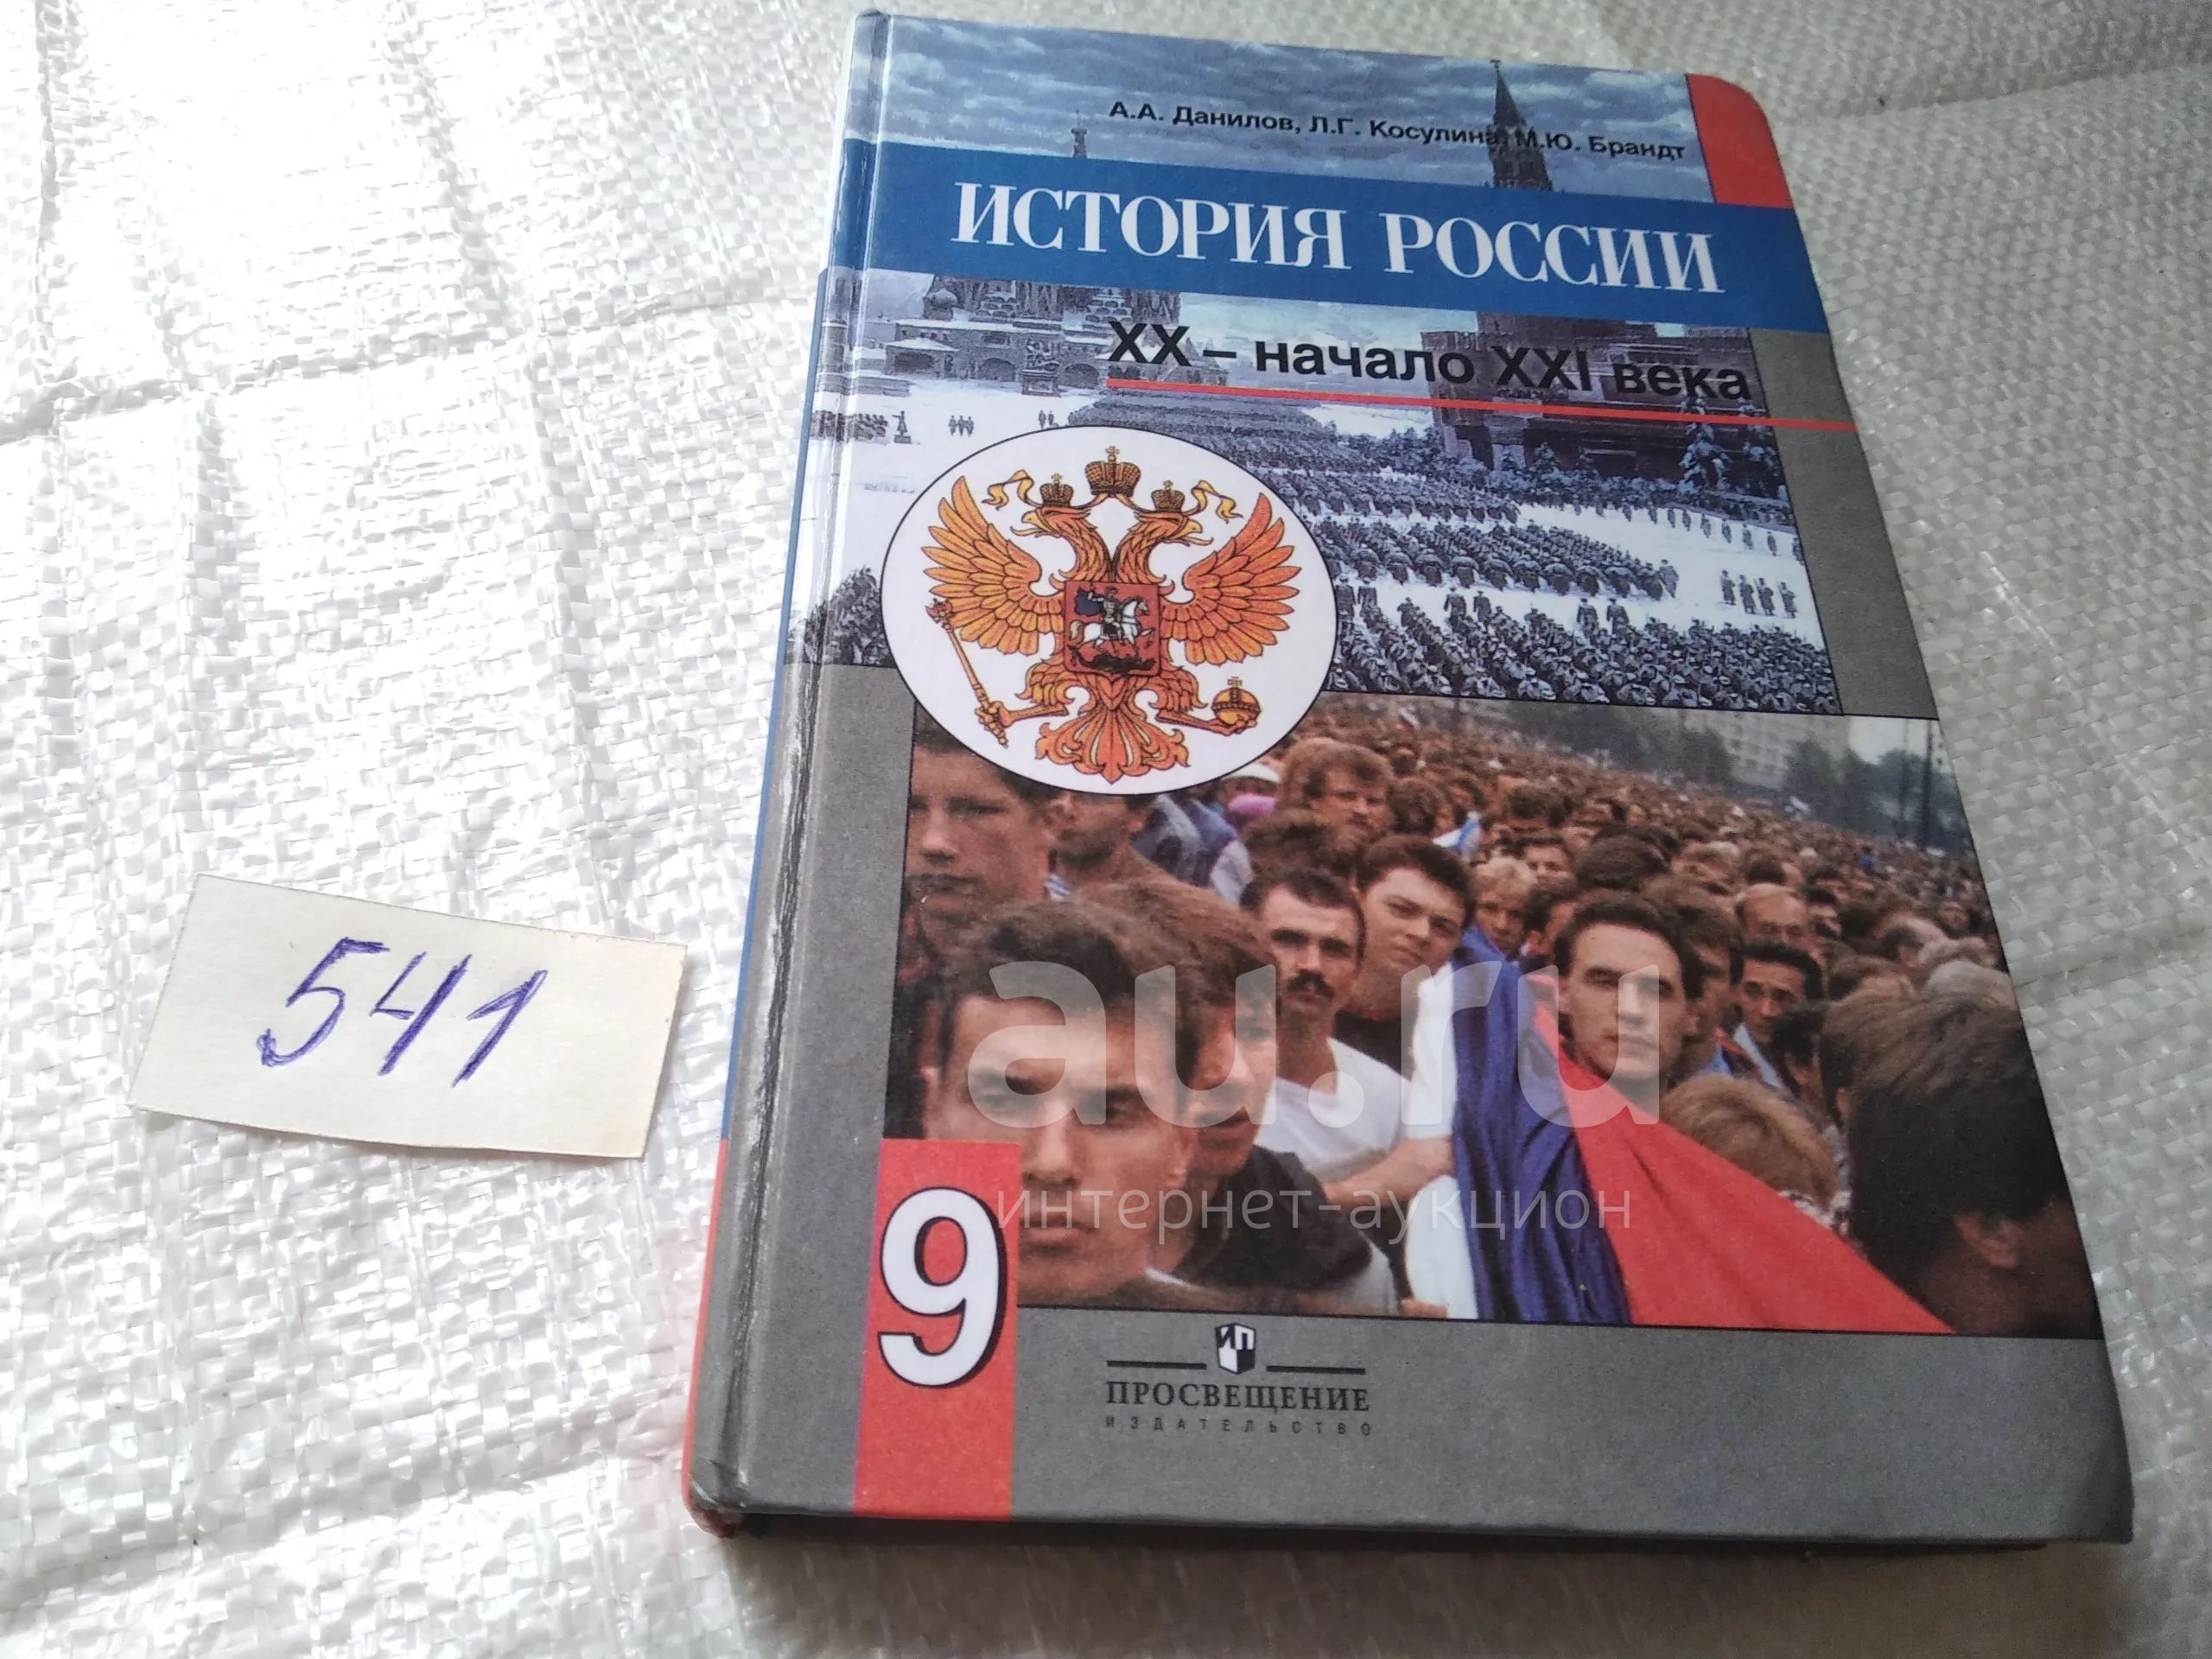 А.А. Данилов, Л.Г. Косулина, М.Ю. Брандт
ИСТОРИЯ РОССИИ
XX – начало XXI века
541
au.ru
интернет-аукцион
9
ИП
ПРОСВЕЩЕНИЕ
ИЗДАТЕЛЬСТВО